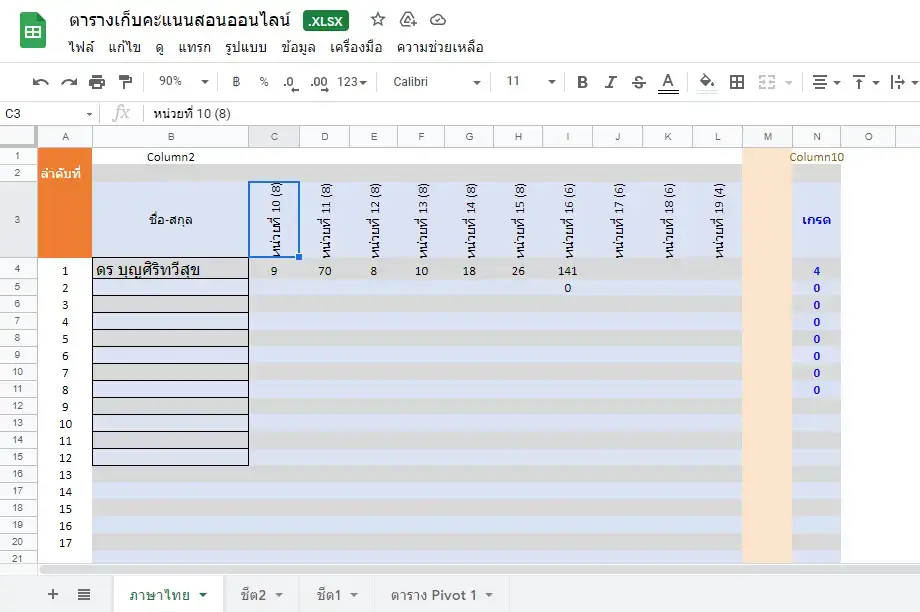 ตารางเก็บคะแนนสอนออนไลน์ .XLSX
ไฟล์ แก้ไข ดู แทรก รูปแบบ ข้อมูล เครื่องมือ ความช่วยเหลือ
90% ฿ % .0 .00 123 Calibri 11 B I S A
C3 fx หน่วยที่ 10 (8)
A B C D E F G H I J K L M N O
1 Column2 Column10
2 ลำดับที่
3 ชื่อ-สกุล หน่วยที่ 10 (8) หน่วยที่ 11 (8) หน่วยที่ 12 (8) หน่วยที่ 13 (8) หน่วยที่ 14 (8) หน่วยที่ 15 (8) หน่วยที่ 16 (6) หน่วยที่ 17 (6) หน่วยที่ 18 (6) หน่วยที่ 19 (4) เกรด
4 1 ดร บุญศิริทวีสุข 9 70 8 10 18 26 141 4
5 2 0 0
6 3 0
7 4 0
8 5 0
9 6 0
10 7 0
11 8 0
12 9
13 10
14 11
15 12
16 13
17 14
18 15
19 16
20 17
21
+ ภาษาไทย ชีต2 ชีต1 ตาราง Pivot 1